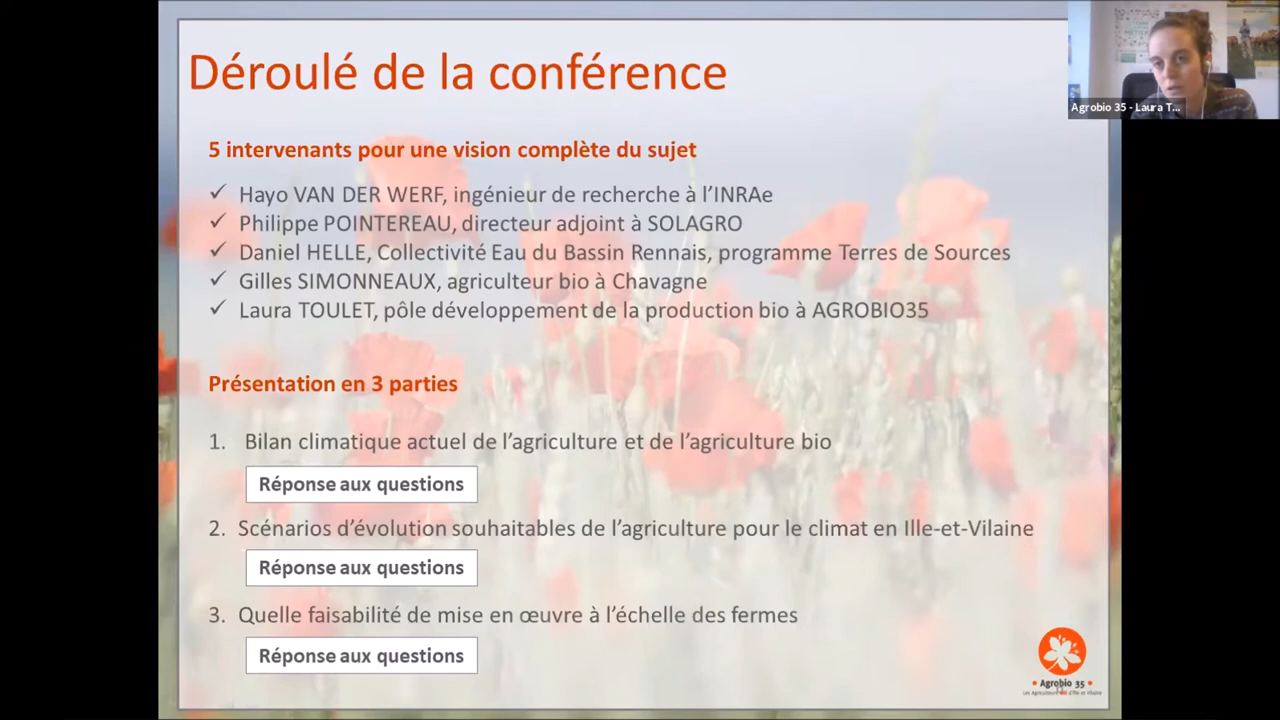 Déroulé de la conférence
Agrobio 35 - Laura T...
5 intervenants pour une vision complète du sujet
✓ Hayo VAN DER WERF, ingénieur de recherche à l'INRAe
✓ Philippe POINTEREAU, directeur adjoint à SOLAGRO
✓ Daniel HELLE, Collectivité Eau du Bassin Rennais, programme Terres de Sources
✓ Gilles SIMONNEAUX, agriculteur bio à Chavagne
✓ Laura TOULET, pôle développement de la production bio à AGROBIO35
Présentation en 3 parties
1. Bilan climatique actuel de l'agriculture et de l'agriculture bio
Réponse aux questions
2. Scénarios d'évolution souhaitables de l'agriculture pour le climat en Ille-et-Vilaine
Réponse aux questions
3. Quelle faisabilité de mise en œuvre à l'échelle des fermes
Réponse aux questions
• Agrobio 35 •